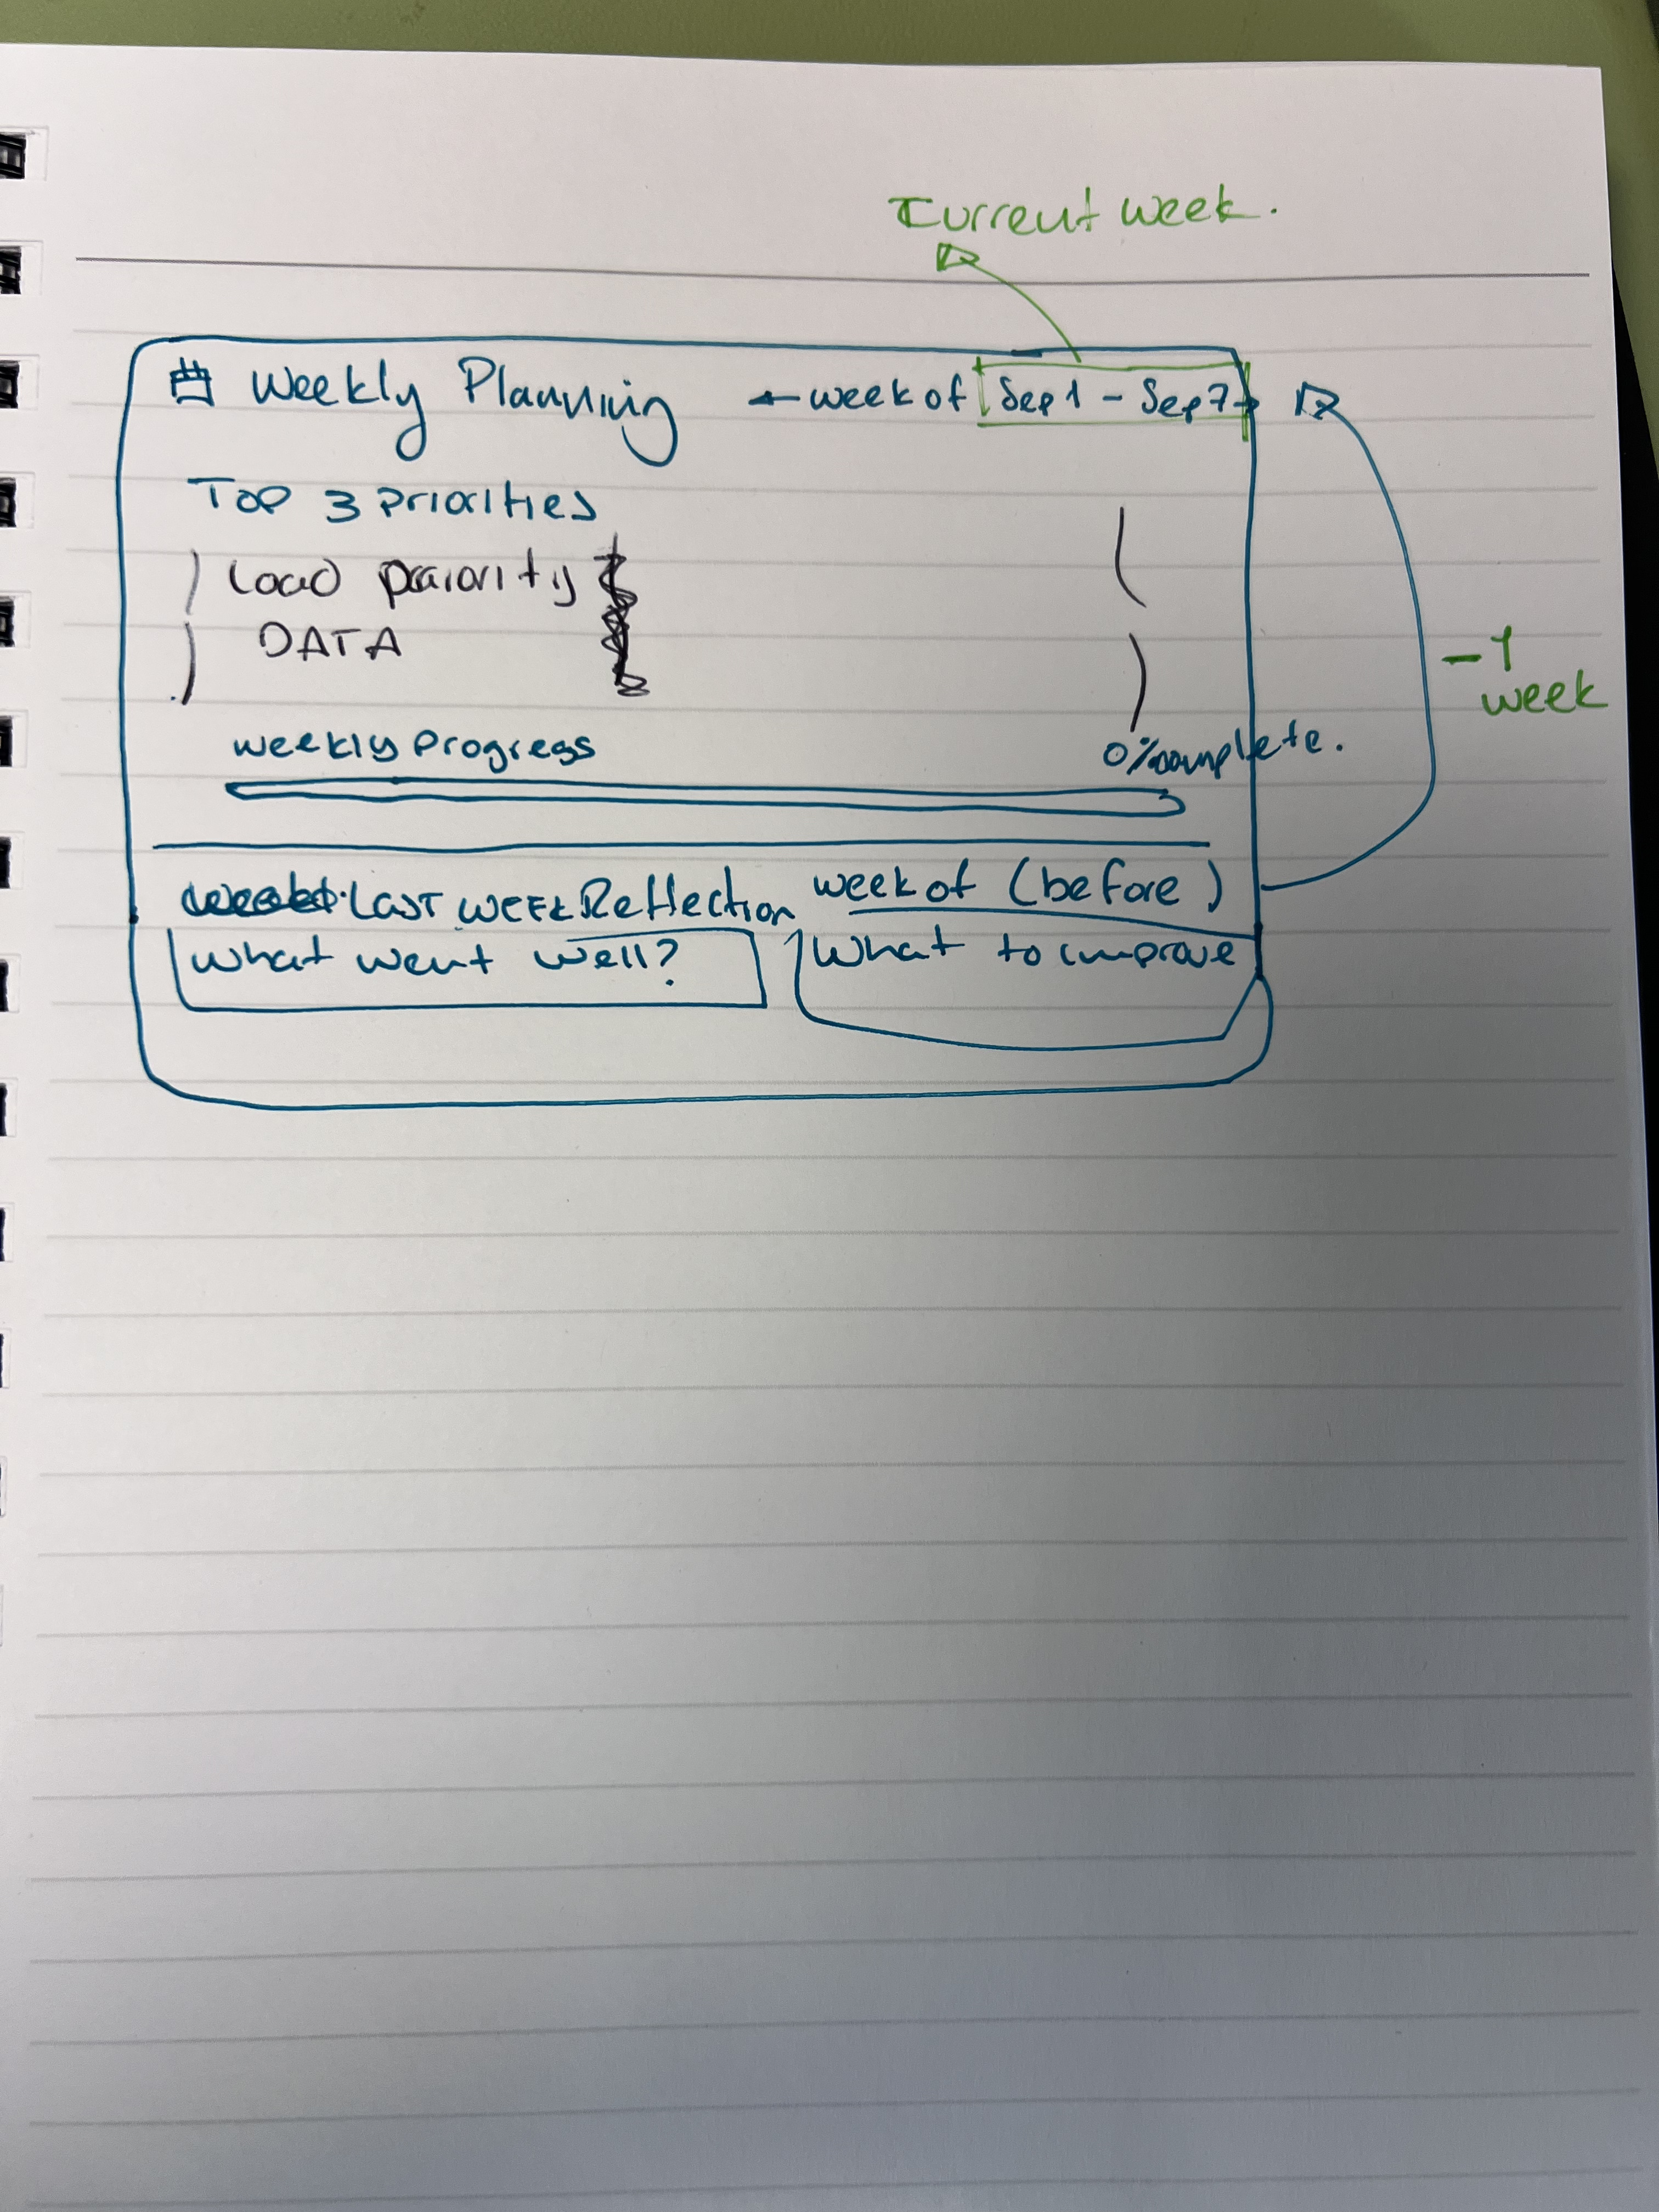 Current week.
Weekly Planning ← week of Sep 1 - Sep 7 →
Top 3 priorities
Load priority
DATA
- 1
week
weekly progress 0% complete.
LAST WEEK Reflection week of (before)
What went well? What to improve